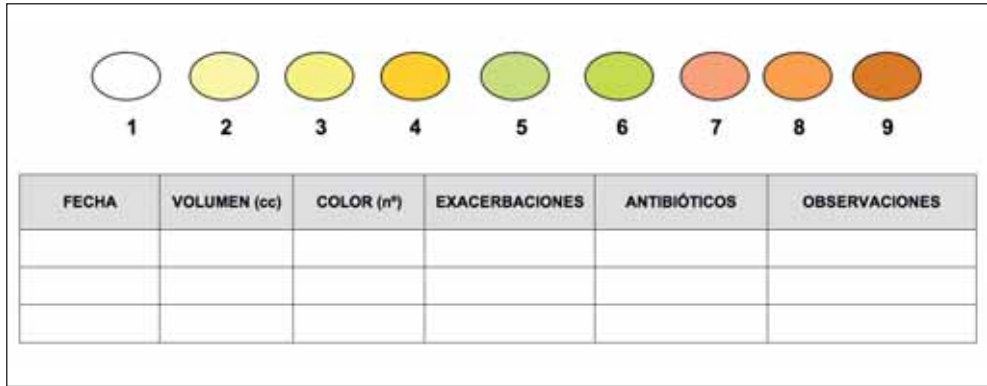 1 2 3 4 5 6 7 8 9
FECHA VOLUMEN (cc) COLOR (nº) EXACERBACIONES ANTIBIÓTICOS OBSERVACIONES